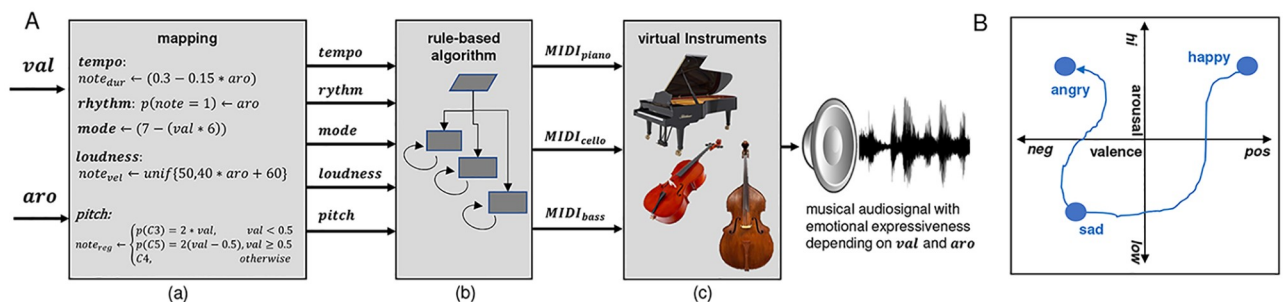 A
val
aro
mapping
tempo:
note_dur ← (0.3 − 0.15 * aro)
rhythm: p(note = 1) ← aro
mode ← (7 − (val * 6))
loudness:
note_vel ← unif{50,40 * aro + 60}
pitch:
note_reg ← { p(C3) = 2 * val, val < 0.5
p(C5) = 2(val − 0.5), val ≥ 0.5
C4, otherwise
(a)
tempo
rythm
mode
loudness
pitch
rule-based
algorithm
(b)
MIDI_piano
MIDI_cello
MIDI_bass
virtual Instruments
(c)
musical audiosignal with
emotional expressiveness
depending on val and aro
B
hi
happy
angry
arousal
neg
valence
pos
sad
low